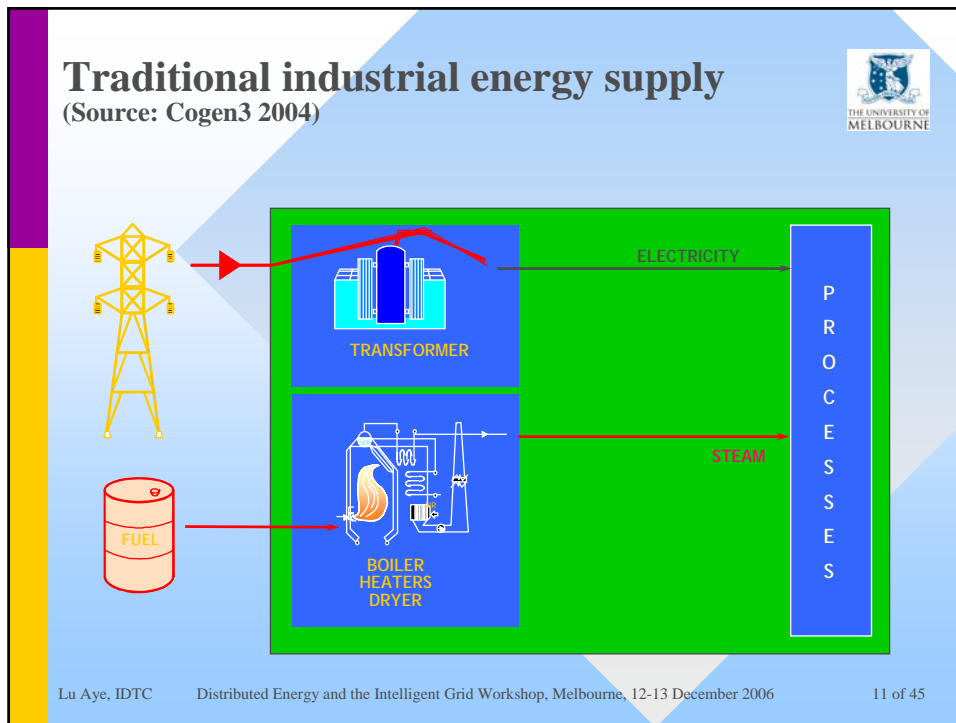 Traditional industrial energy supply
(Source: Cogen3 2004)
THE UNIVERSITY OF
MELBOURNE
ELECTRICITY
TRANSFORMER
STEAM
FUEL
BOILER
HEATERS
DRYER
P
R
O
C
E
S
S
E
S
Lu Aye, IDTC Distributed Energy and the Intelligent Grid Workshop, Melbourne, 12-13 December 2006 11 of 45